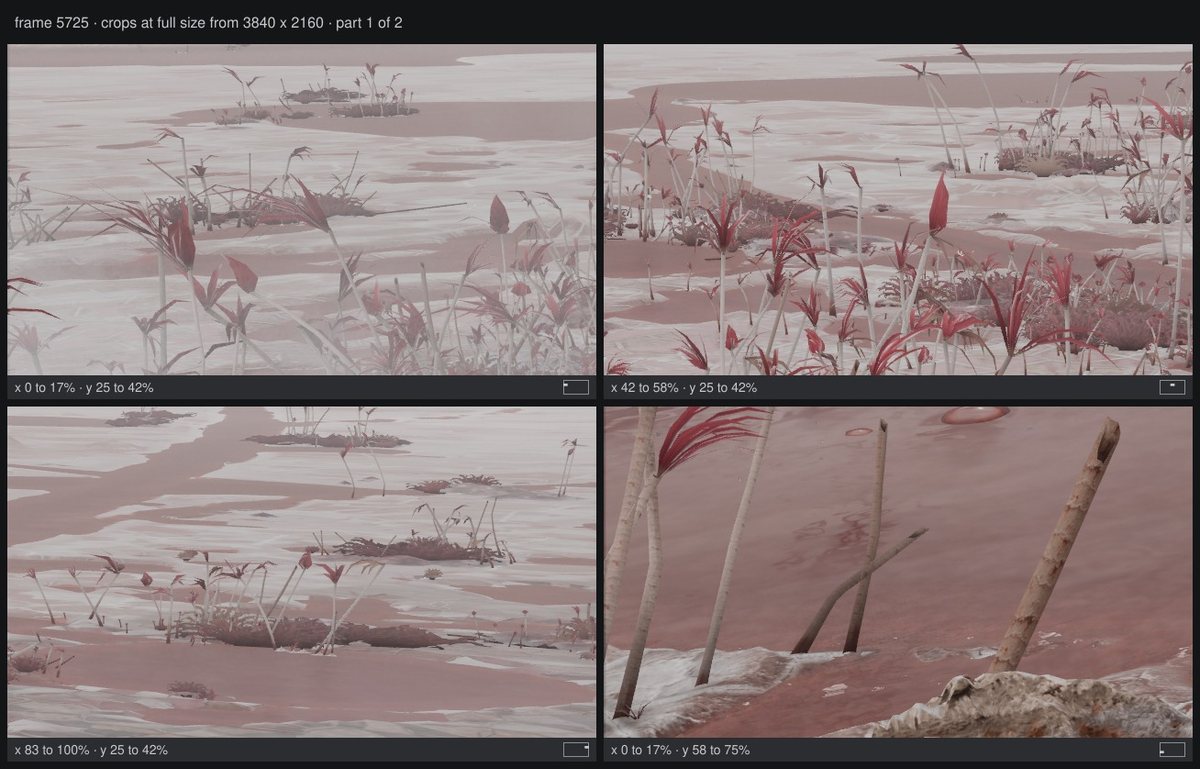 frame 5725 · crops at full size from 3840 x 2160 · part 1 of 2
x 0 to 17% · y 25 to 42%
x 42 to 58% · y 25 to 42%
x 83 to 100% · y 25 to 42%
x 0 to 17% · y 58 to 75%